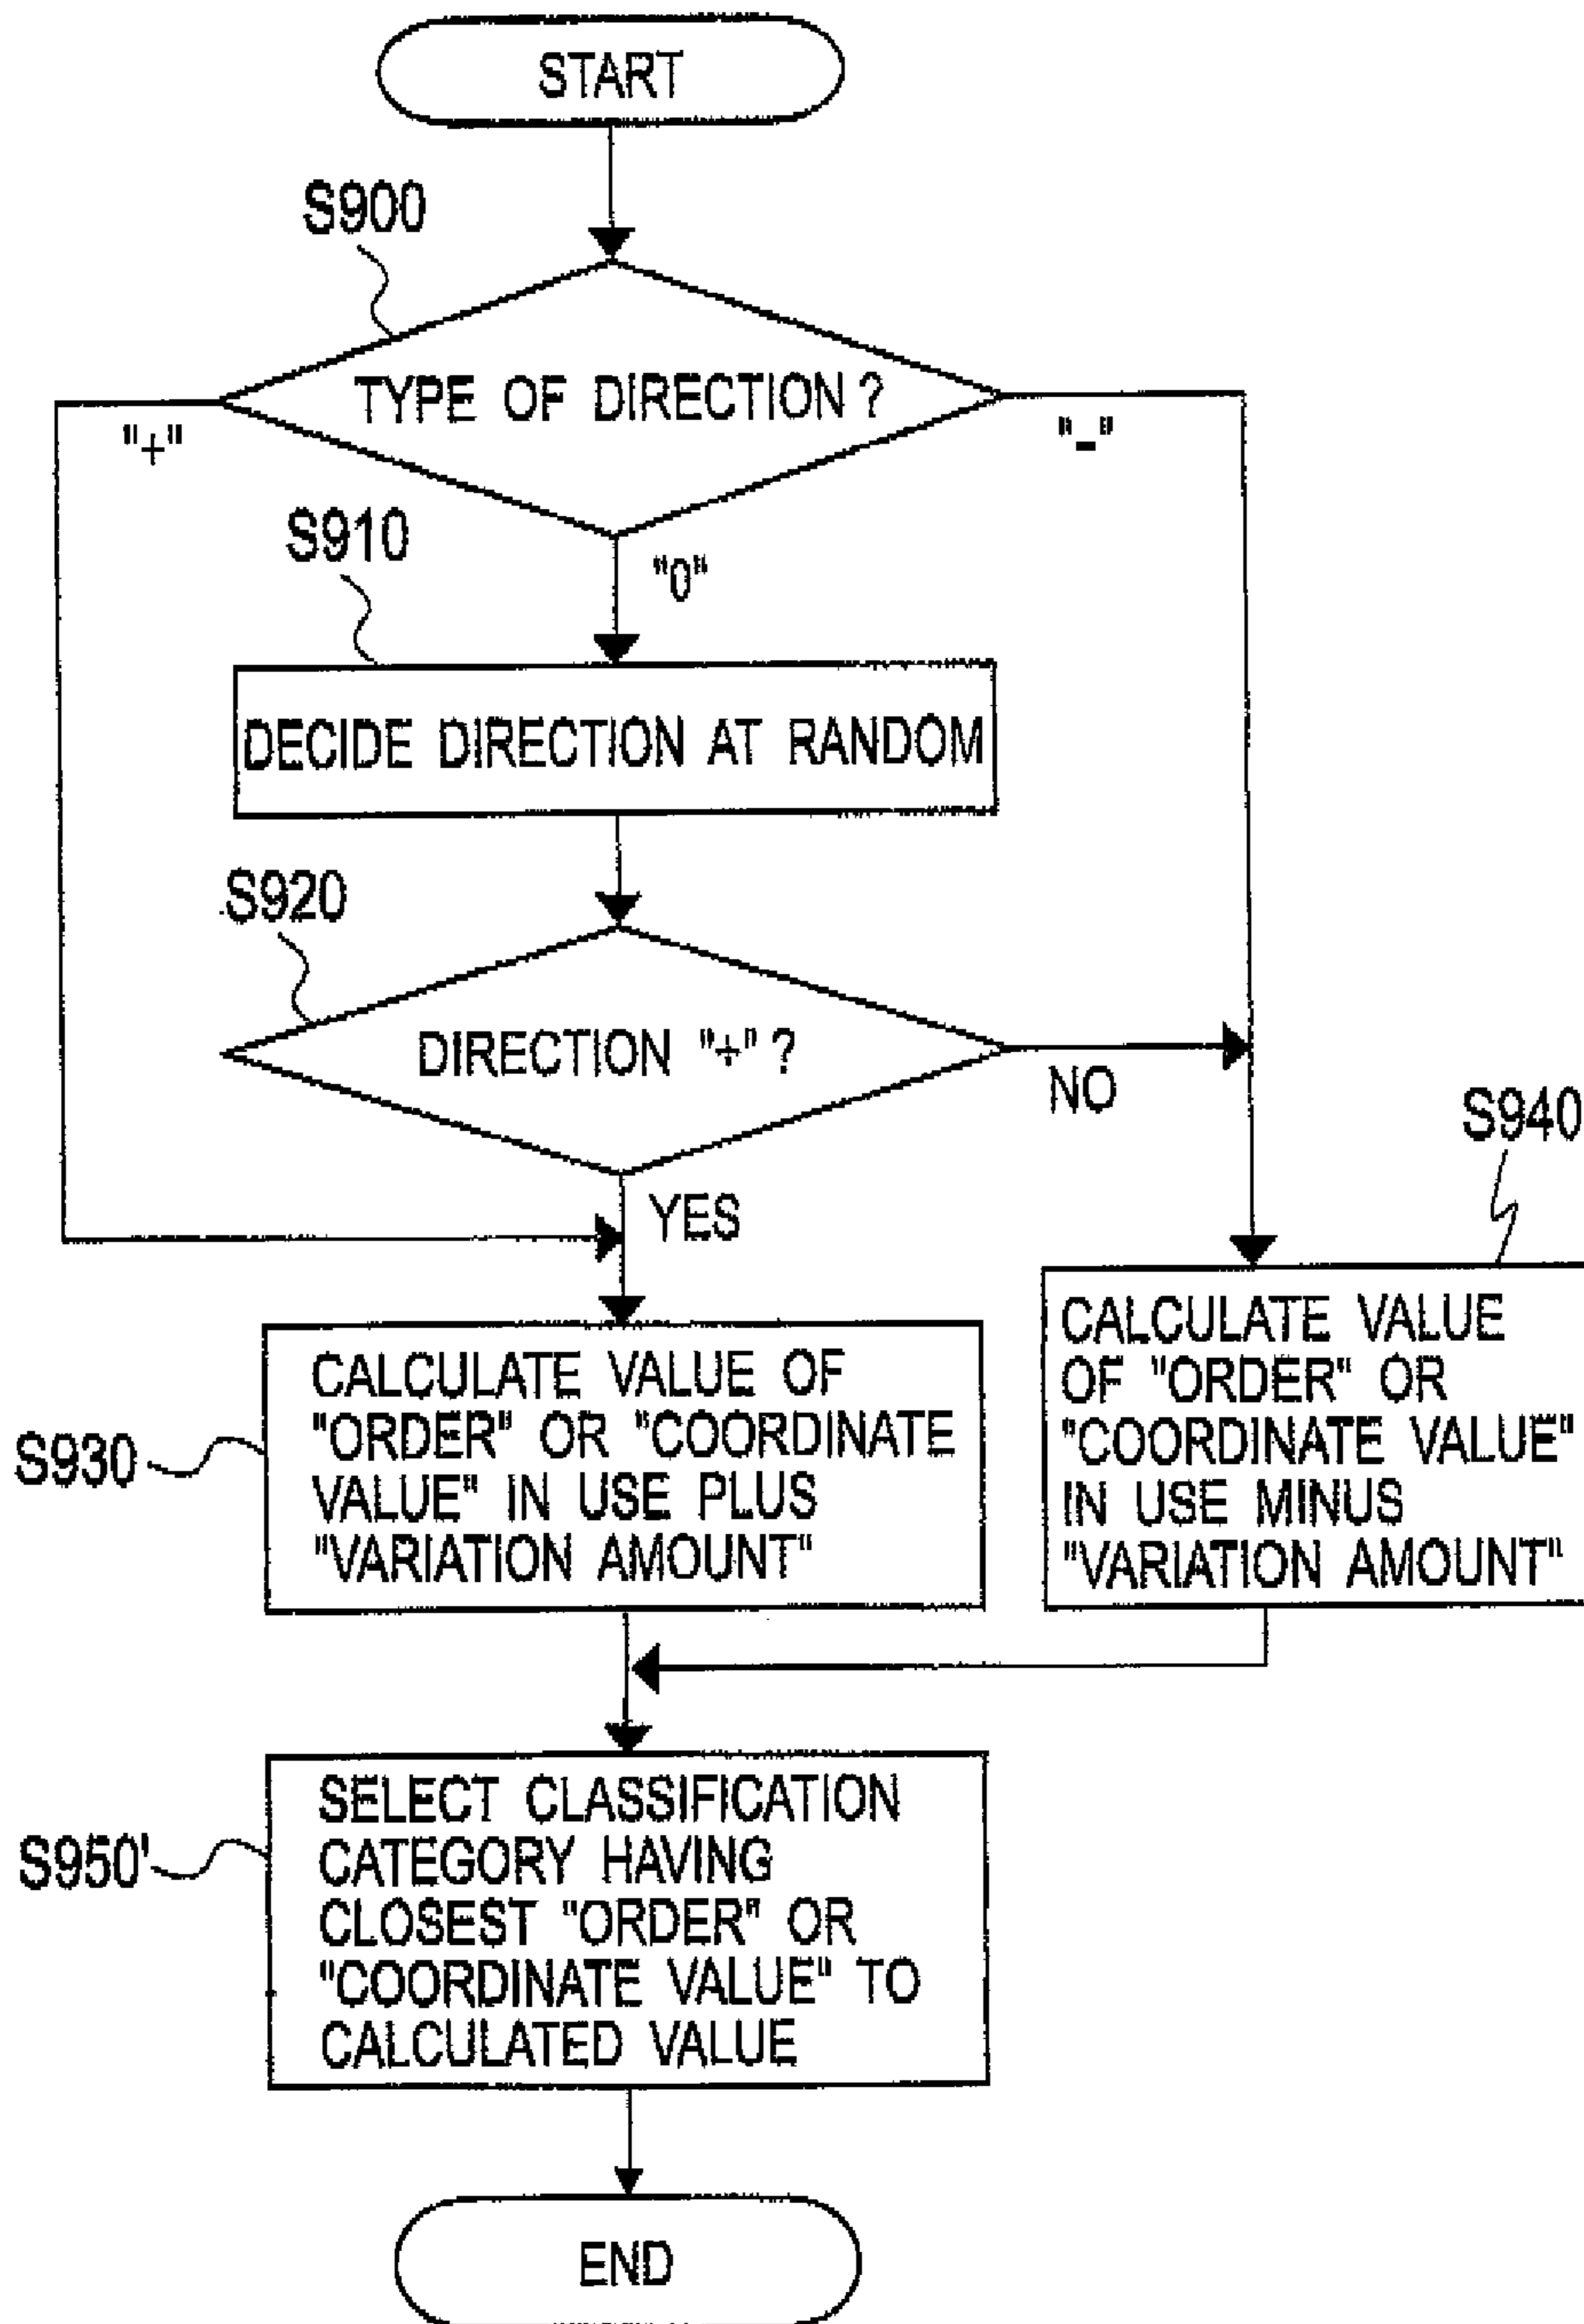 START
S900
TYPE OF DIRECTION ?
"+"
"-"
S910
"0"
DECIDE DIRECTION AT RANDOM
S920
DIRECTION "+" ?
NO
S940
YES
CALCULATE VALUE OF
"ORDER" OR "COORDINATE
VALUE" IN USE PLUS
"VARIATION AMOUNT"
S930
CALCULATE VALUE
OF "ORDER" OR
"COORDINATE VALUE"
IN USE MINUS
"VARIATION AMOUNT"
SELECT CLASSIFICATION
CATEGORY HAVING
CLOSEST "ORDER" OR
"COORDINATE VALUE" TO
CALCULATED VALUE
S950'
END